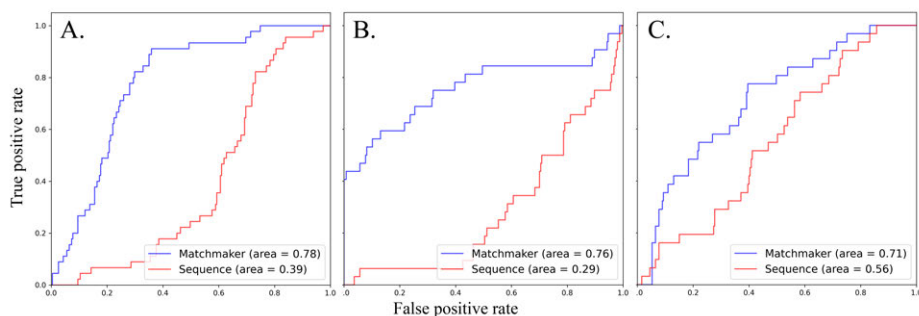 A.
B.
C.
True positive rate
1.0
0.8
0.6
0.4
0.2
0.0
Matchmaker (area = 0.78)
Sequence (area = 0.39)
Matchmaker (area = 0.76)
Sequence (area = 0.29)
Matchmaker (area = 0.71)
Sequence (area = 0.56)
0.0 0.2 0.4 0.6 0.8 1.0
0.0 0.2 0.4 0.6 0.8 1.0
0.0 0.2 0.4 0.6 0.8 1.0
False positive rate